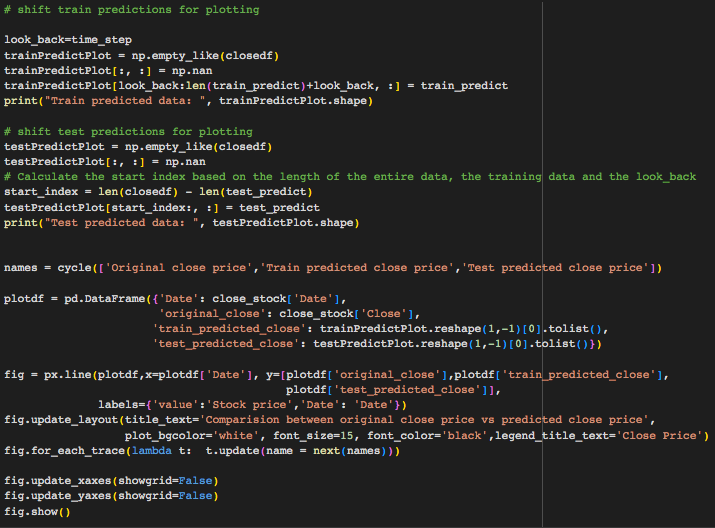 # shift train predictions for plotting
look_back=time_step
trainPredictPlot = np.empty_like(closedf)
trainPredictPlot[:, :] = np.nan
trainPredictPlot[look_back:len(train_predict)+look_back, :] = train_predict
print("Train predicted data: ", trainPredictPlot.shape)
# shift test predictions for plotting
testPredictPlot = np.empty_like(closedf)
testPredictPlot[:, :] = np.nan
# Calculate the start index based on the length of the entire data, the training data and the look_back
start_index = len(closedf) - len(test_predict)
testPredictPlot[start_index:, :] = test_predict
print("Test predicted data: ", testPredictPlot.shape)
names = cycle(['Original close price','Train predicted close price','Test predicted close price'])
plotdf = pd.DataFrame({'Date': close_stock['Date'],
'original_close': close_stock['Close'],
'train_predicted_close': trainPredictPlot.reshape(1,-1)[0].tolist(),
'test_predicted_close': testPredictPlot.reshape(1,-1)[0].tolist()})
fig = px.line(plotdf,x=plotdf['Date'], y=[plotdf['original_close'],plotdf['train_predicted_close'],
plotdf['test_predicted_close']],
labels={'value':'Stock price','Date': 'Date'})
fig.update_layout(title_text='Comparision between original close price vs predicted close price',
plot_bgcolor='white', font_size=15, font_color='black',legend_title_text='Close Price')
fig.for_each_trace(lambda t:  t.update(name = next(names)))
fig.update_xaxes(showgrid=False)
fig.update_yaxes(showgrid=False)
fig.show()